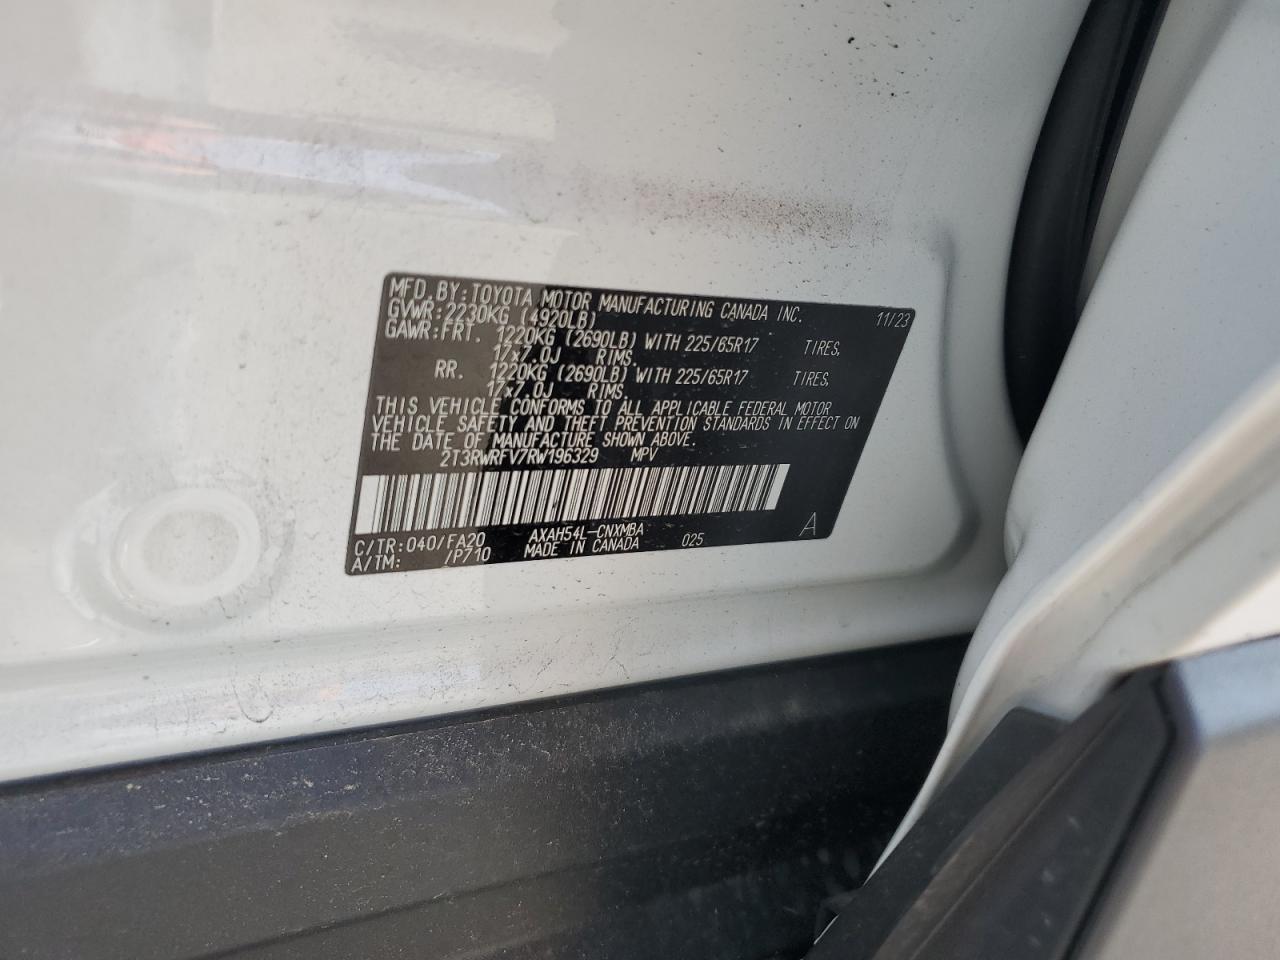 MFD. BY: TOYOTA MOTOR MANUFACTURING CANADA INC. 11/23
GVWR: 2230KG (4920LB)
GAWR: FRT. 1220KG (2690LB) WITH 225/65R17 TIRES,
17x7.0J RIMS.
RR. 1220KG (2690LB) WITH 225/65R17 TIRES,
17x7.0J RIMS.
THIS VEHICLE CONFORMS TO ALL APPLICABLE FEDERAL MOTOR
VEHICLE SAFETY AND THEFT PREVENTION STANDARDS IN EFFECT ON
THE DATE OF MANUFACTURE SHOWN ABOVE.
2T3RWRFV7RW196329 MPV
C/TR: 040/FA20 AXAH54L-CNXMBA 025 A
A/TM: /P710 MADE IN CANADA